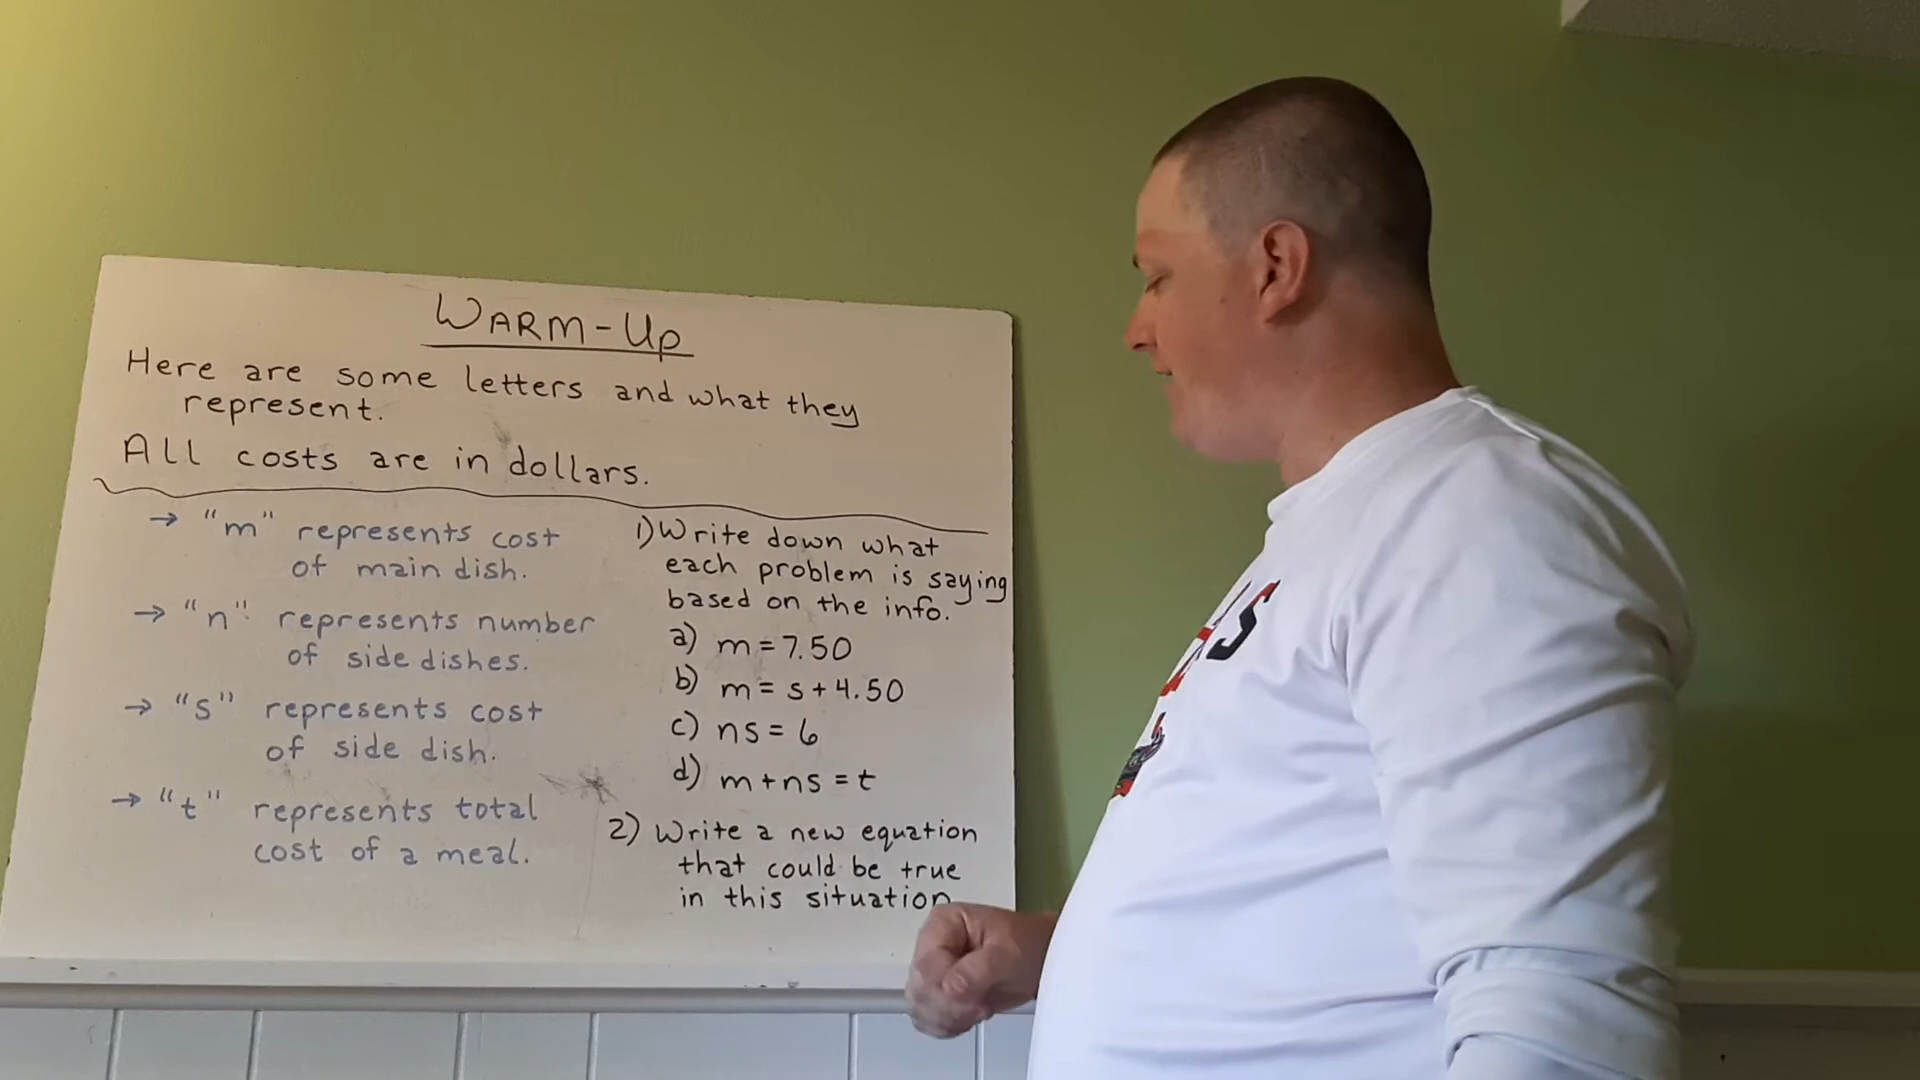 WARM-UP
Here are some letters and what they
represent.
All costs are in dollars.
→ "m" represents cost
of main dish.
→ "n" represents number
of side dishes.
→ "s" represents cost
of side dish.
→ "t" represents total
cost of a meal.
1) Write down what
each problem is saying
based on the info.
a) m = 7.50
b) m = s + 4.50
c) ns = 6
d) m + ns = t
2) Write a new equation
that could be true
in this situation